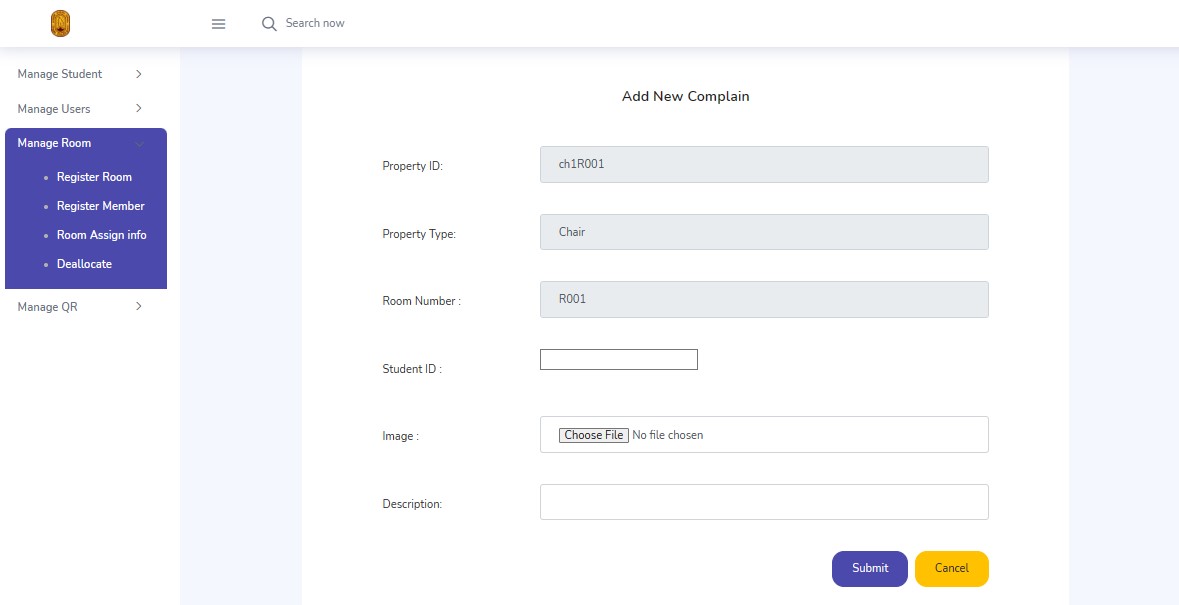 Search now
Manage Student
Manage Users
Manage Room
Register Room
Register Member
Room Assign info
Deallocate
Manage QR
Add New Complain
Property ID: ch1R001
Property Type: Chair
Room Number : R001
Student ID :
Image : Choose File No file chosen
Description:
Submit Cancel